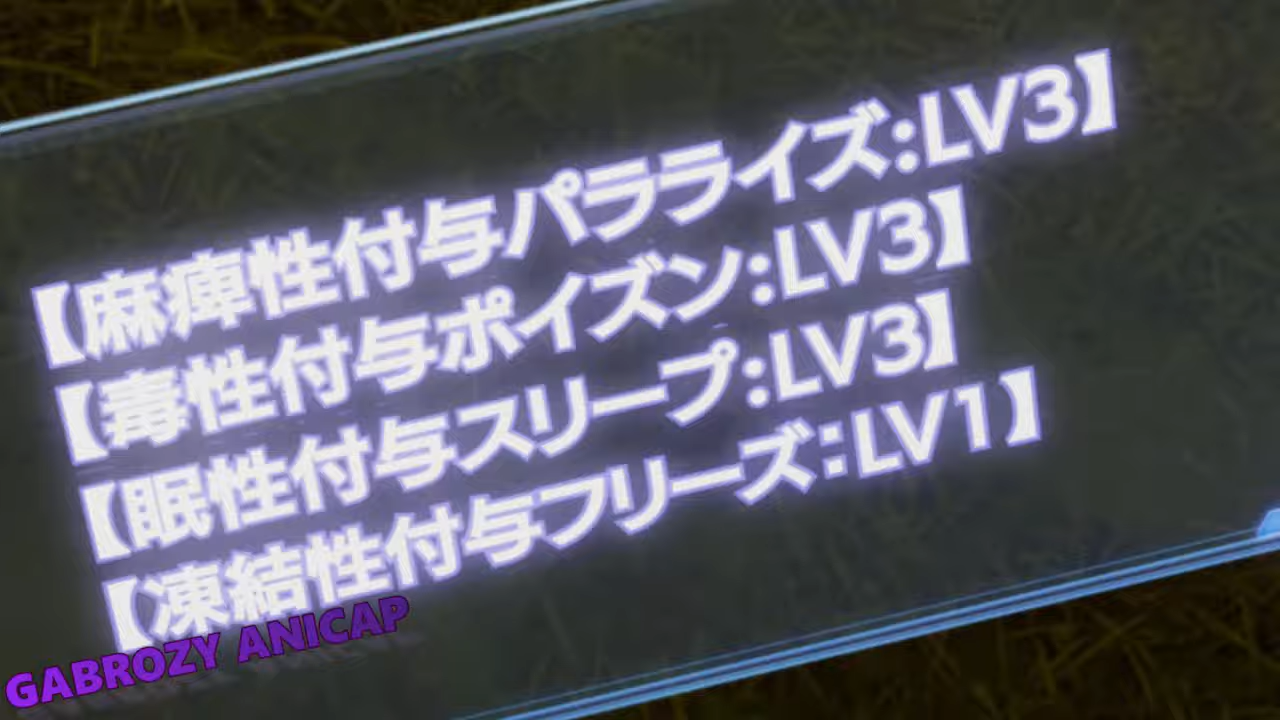 【麻痺性付与パラライズ:LV3】
【毒性付与ポイズン:LV3】
【眠性付与スリープ:LV3】
【凍結性付与フリーズ:LV1】
GABROZY ANICAP